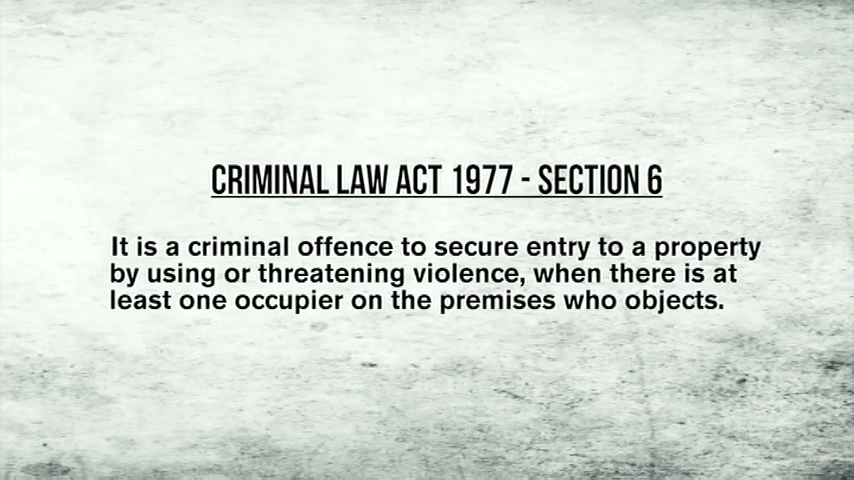 CRIMINAL LAW ACT 1977 - SECTION 6
It is a criminal offence to secure entry to a property
by using or threatening violence, when there is at
least one occupier on the premises who objects.